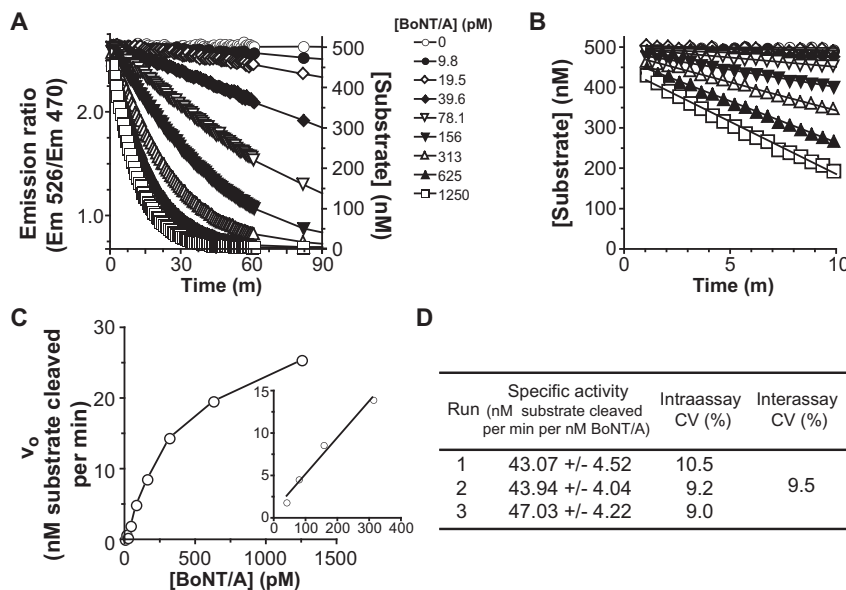 A
Emission ratio
(Em 526/Em 470)
2.0
1.0
0
30
60
90
Time (m)
500
400
300
200
100
0
[Substrate]
(nM)
[BoNT/A] (pM)
0
9.8
19.5
39.6
78.1
156
313
625
1250
B
[Substrate] (nM)
500
400
300
200
100
0
0
5
10
Time (m)
C
v₀
(nM substrate cleaved
per min)
30
20
10
0
0
500
1000
1500
[BoNT/A] (pM)
15
10
5
0
0
100
200
300
400
D
Run
Specific activity
(nM substrate cleaved
per min per nM BoNT/A)
Intraassay
CV (%)
Interassay
CV (%)
1 43.07 +/- 4.52 10.5
2 43.94 +/- 4.04 9.2 9.5
3 47.03 +/- 4.22 9.0